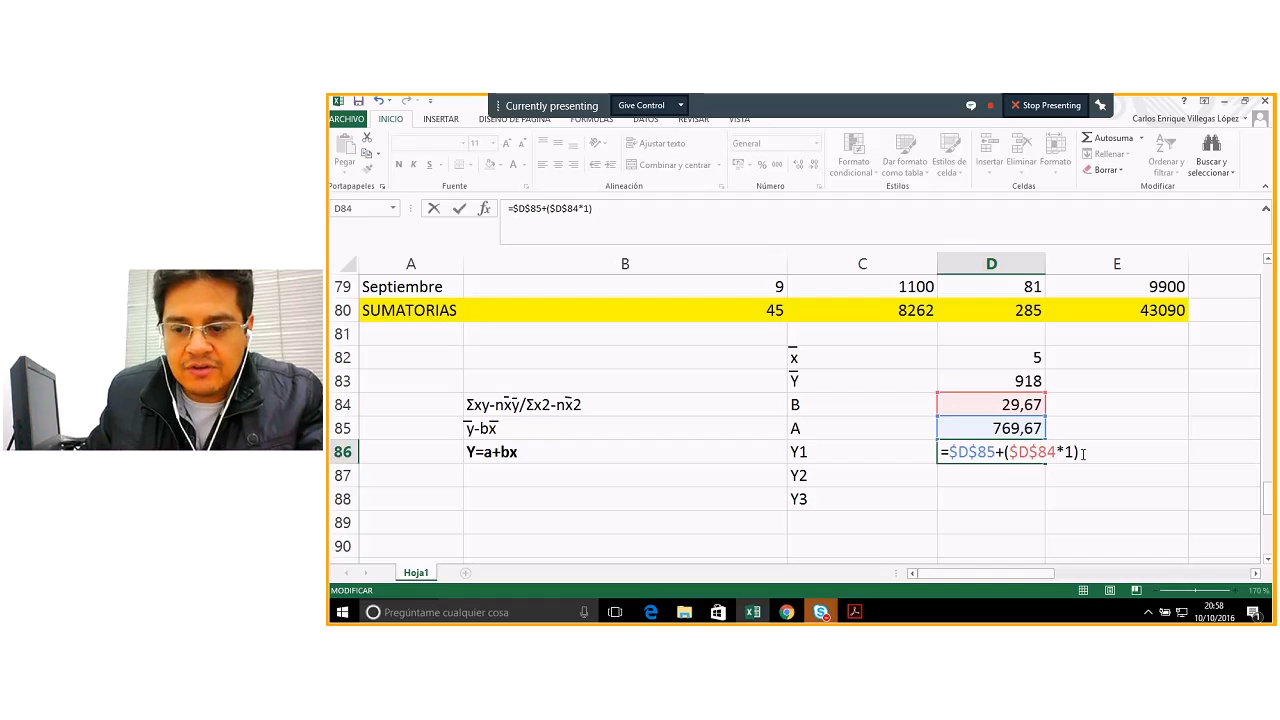 Currently presenting
Give Control
Stop Presenting
ARCHIVO INICIO INSERTAR DISEÑO DE PÁGINA FÓRMULAS DATOS REVISAR VISTA
Carlos Enrique Villegas López
Pegar
N K S
11
Ajustar texto
Combinar y centrar
General
% 000
Formato condicional
Dar formato como tabla
Estilos de celda
Insertar
Eliminar
Formato
Autosuma
Rellenar
Borrar
Ordenar y filtrar
Buscar y seleccionar
Portapapeles Fuente Alineación Número Estilos Celdas Modificar
D84 fx =$D$85+($D$84*1)
A B C D E
79 Septiembre 9 1100 81 9900
80 SUMATORIAS 45 8262 285 43090
81
82 x̅ 5
83 Y̅ 918
84 Σxy-nx̅y̅/Σx2-nx̅2 B 29,67
85 y̅-bx̅ A 769,67
86 Y=a+bx Y1 =$D$85+($D$84*1)
87 Y2
88 Y3
89
90
Hoja1
MODIFICAR 170 %
Pregúntame cualquier cosa
20:58
10/10/2016